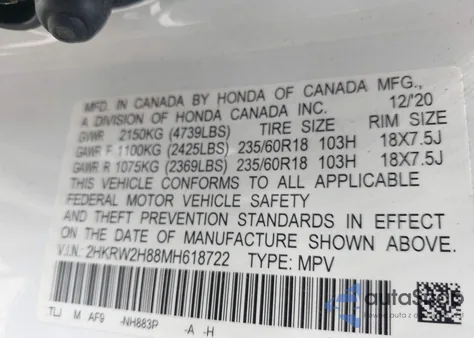 MFD. IN CANADA BY HONDA OF CANADA MFG.,
A DIVISION OF HONDA CANADA INC. 12/'20
GVWR 2150KG (4739LBS) TIRE SIZE RIM SIZE
GAWR F 1100KG (2425LBS) 235/60R18 103H 18X7.5J
GAWR R 1075KG (2369LBS) 235/60R18 103H 18X7.5J
THIS VEHICLE CONFORMS TO ALL APPLICABLE
FEDERAL MOTOR VEHICLE SAFETY
AND THEFT PREVENTION STANDARDS IN EFFECT
ON THE DATE OF MANUFACTURE SHOWN ABOVE.
V.I.N.: 2HKRW2H88MH618722 TYPE: MPV
TLJ M AF9 -NH883P -A -H